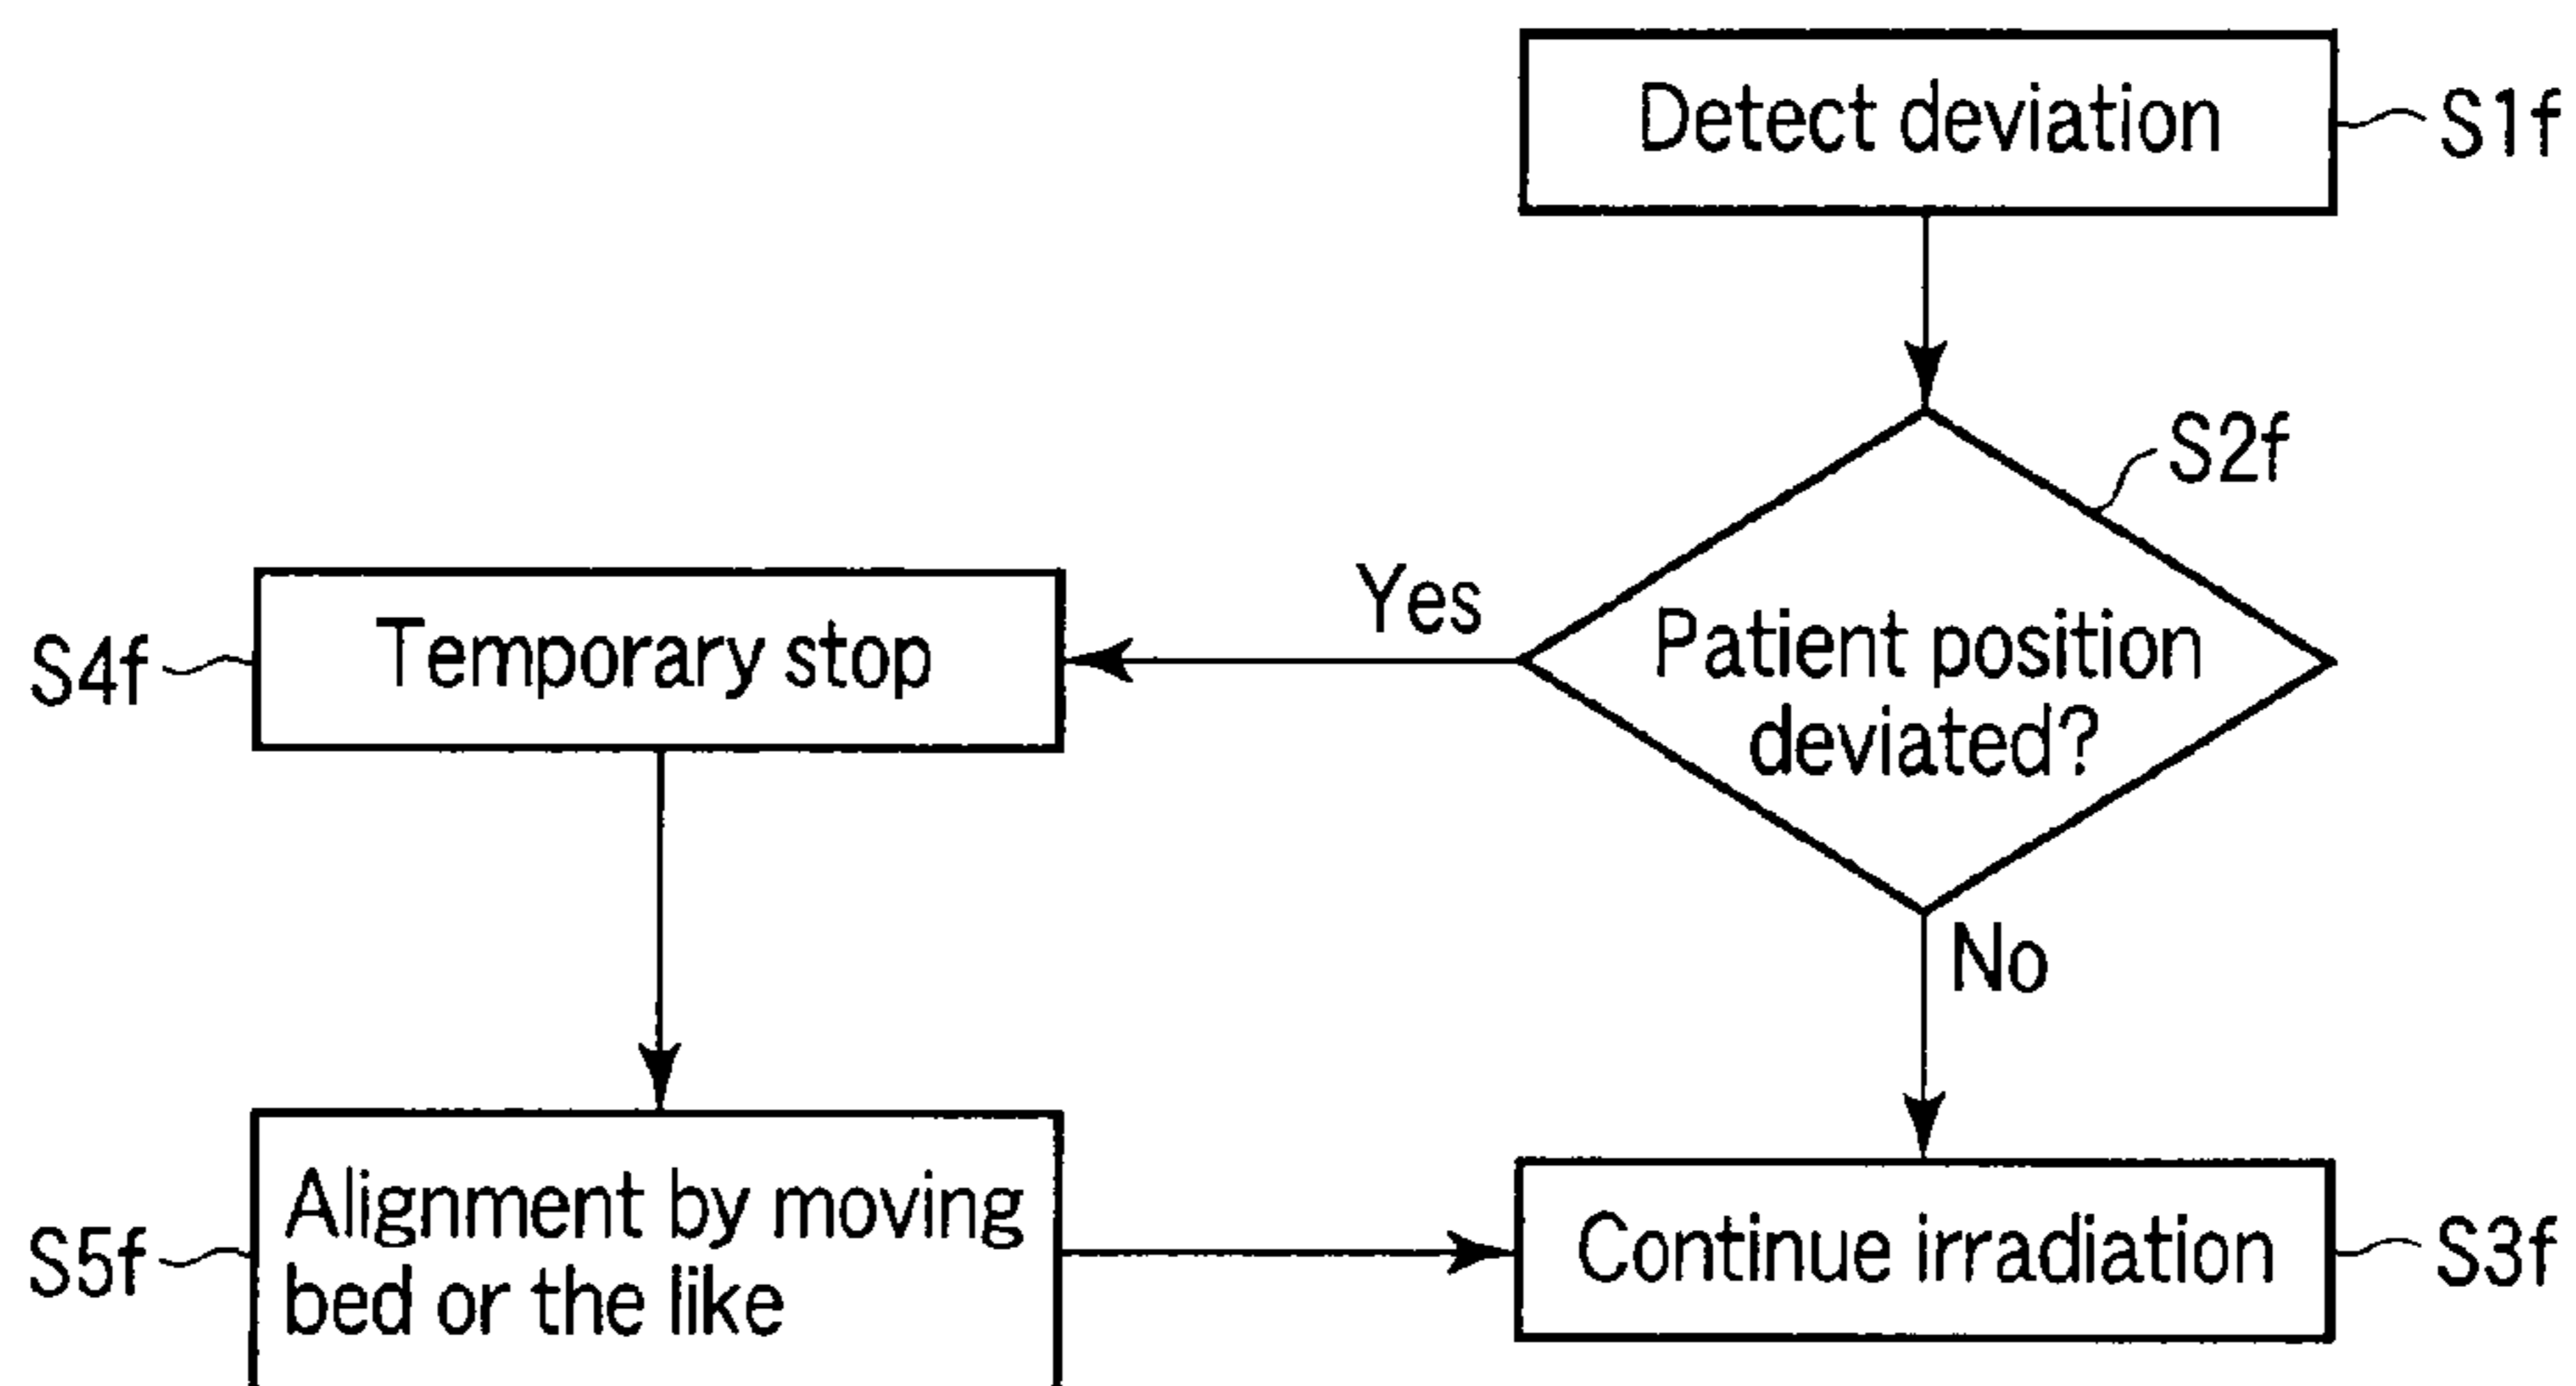 Detect deviation
S1f
S2f
Patient position
deviated?
Yes
No
S4f
Temporary stop
S5f
Alignment by moving
bed or the like
Continue irradiation
S3f